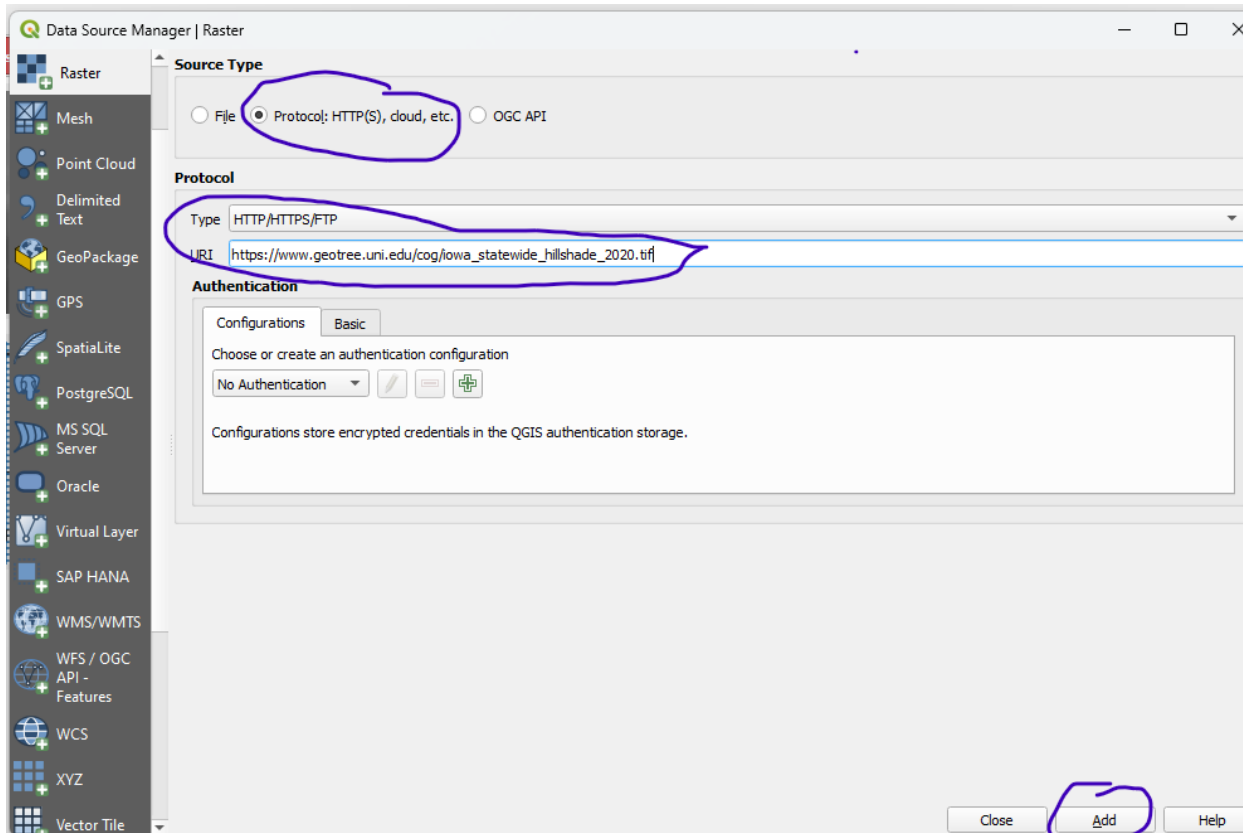 Data Source Manager | Raster
Raster
Mesh
Point Cloud
Delimited
Text
GeoPackage
GPS
SpatiaLite
PostgreSQL
MS SQL
Server
Oracle
Virtual Layer
SAP HANA
WMS/WMTS
WFS / OGC
API -
Features
WCS
XYZ
Vector Tile
Source Type
File Protocol: HTTP(S), cloud, etc. OGC API
Protocol
Type HTTP/HTTPS/FTP
URI https://www.geotree.uni.edu/cog/iowa_statewide_hillshade_2020.tif
Authentication
Configurations Basic
Choose or create an authentication configuration
No Authentication
Configurations store encrypted credentials in the QGIS authentication storage.
Close Add Help